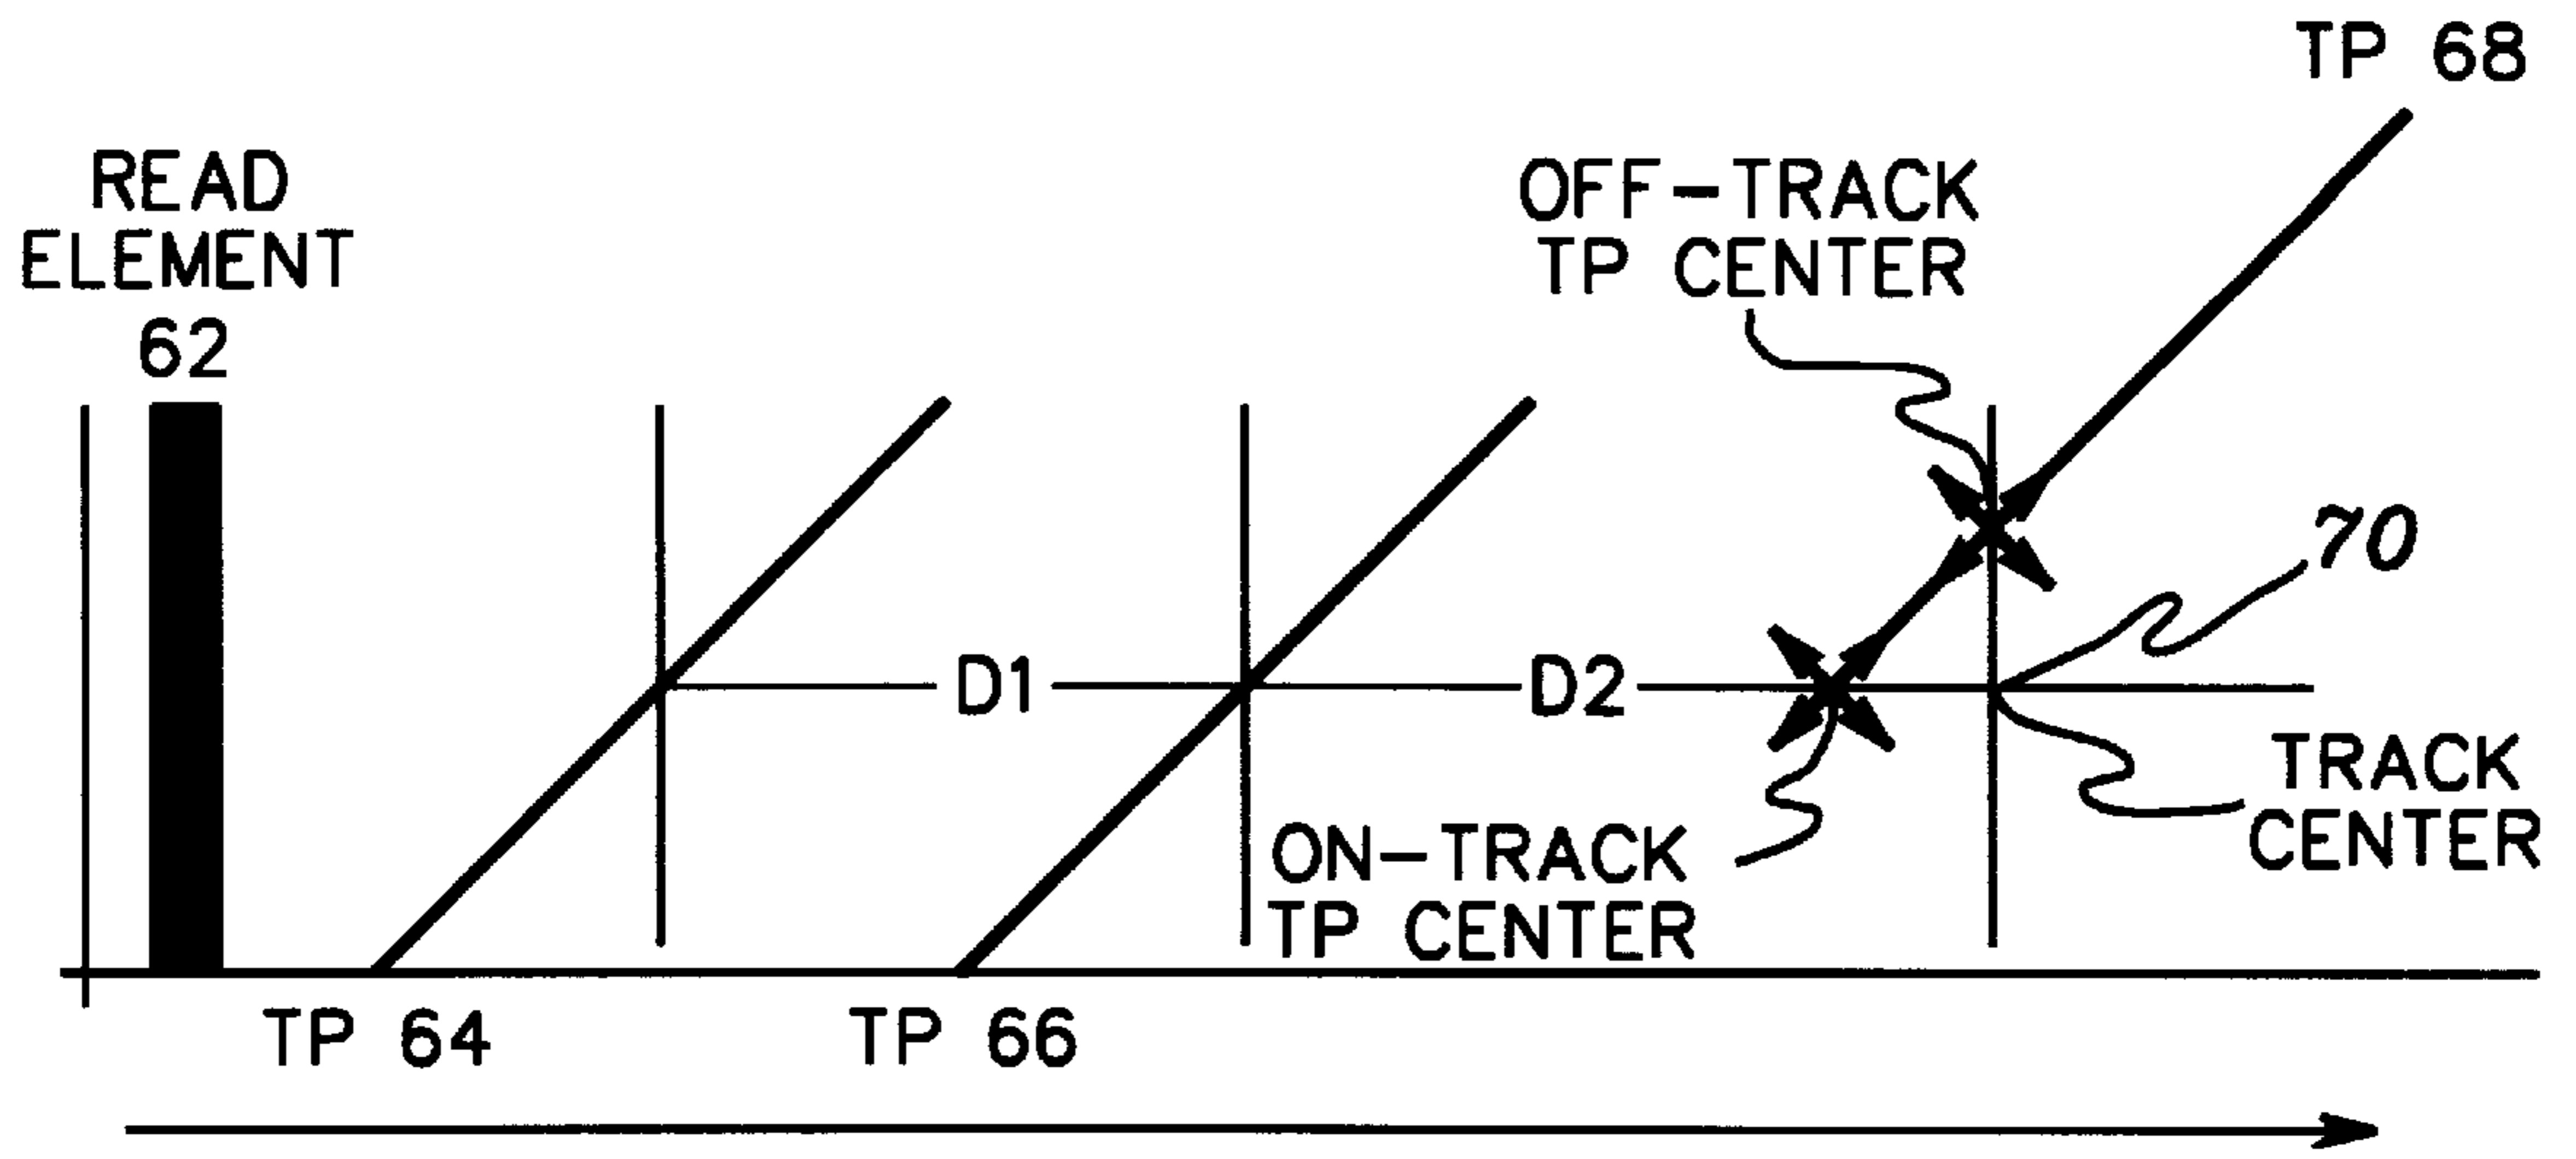 TP 68
READ
ELEMENT
62
OFF-TRACK
TP CENTER
70
D1
D2
TRACK
CENTER
ON-TRACK
TP CENTER
TP 64
TP 66